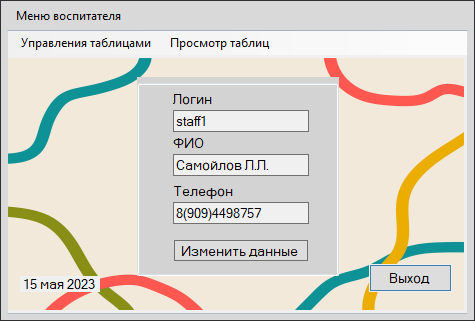 Меню воспитателя
Управления таблицами Просмотр таблиц
Логин
staff1
ФИО
Самойлов Л.Л.
Телефон
8(909)4498757
Изменить данные
15 мая 2023
Выход